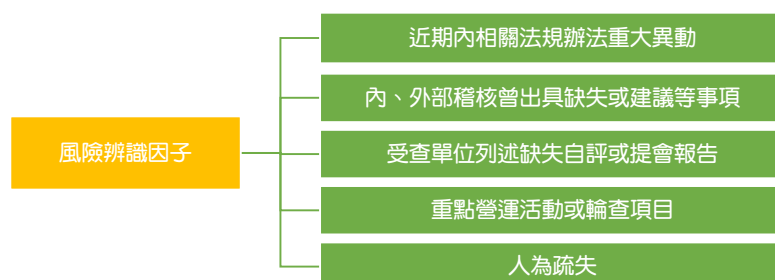 風險辨識因子
近期內相關法規辦法重大異動
內、外部稽核曾出具缺失或建議等事項
受查單位列述缺失自評或提會報告
重點營運活動或輪查項目
人為疏失